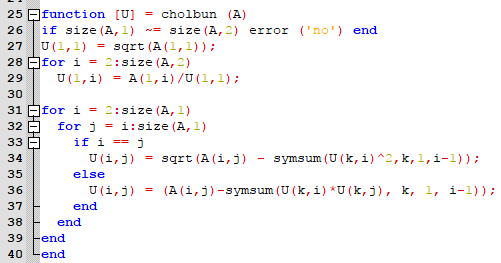 25 function [U] = cholbun (A)
26 if size(A,1) ~= size(A,2) error ('no') end
27 U(1,1) = sqrt(A(1,1));
28 for i = 2:size(A,2)
29   U(1,i) = A(1,i)/U(1,1);
30
31 for i = 2:size(A,1)
32   for j = i:size(A,1)
33     if i == j
34       U(i,j) = sqrt(A(i,j) - symsum(U(k,i)^2,k,1,i-1));
35     else
36       U(i,j) = (A(i,j)-symsum(U(k,i)*U(k,j), k, 1, i-1));
37     end
38   end
39 end
40 end